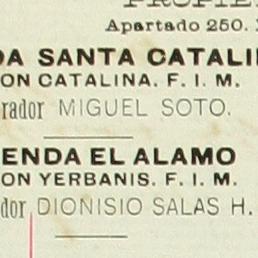 PROPIE
Apartado 250.
DA SANTA CATALI
ON CATALINA. F. I. M.
rador MIGUEL SOTO.
ENDA EL ALAMO
ON YERBANIS. F. I. M.
dor DIONISIO SALAS H.